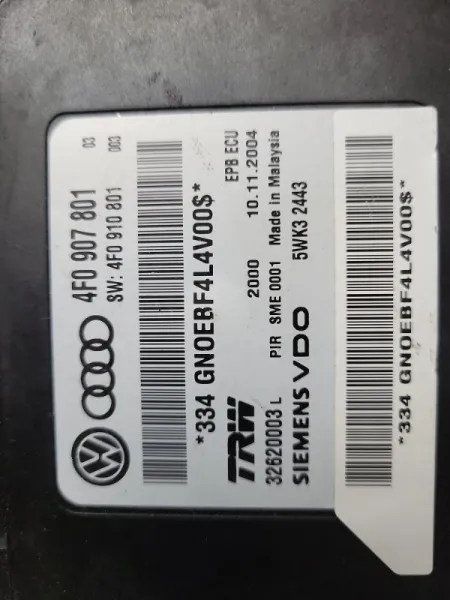 4F0 907 801 03
SW: 4F0 910 801 003
*334 GNOEBF4L4V00$*
TRW EPB ECU
32620003 L 2000 10.11.2004
PIR SME 0001 Made in Malaysia
SIEMENS VDO 5WK3 2443
*334 GNOEBF4L4V00$*